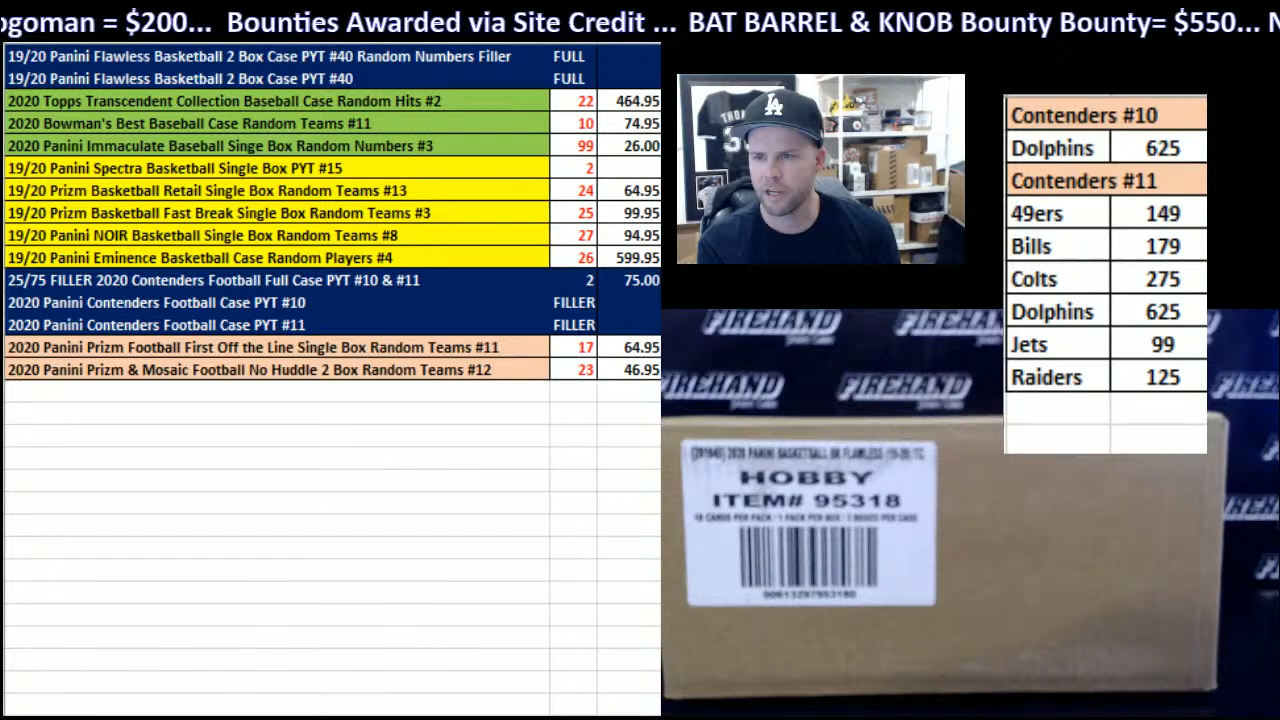 ogoman = $200... Bounties Awarded via Site Credit ... BAT BARREL & KNOB Bounty Bounty= $550... N
19/20 Panini Flawless Basketball 2 Box Case PYT #40 Random Numbers Filler FULL
19/20 Panini Flawless Basketball 2 Box Case PYT #40 FULL
2020 Topps Transcendent Collection Baseball Case Random Hits #2 22 464.95
2020 Bowman's Best Baseball Case Random Teams #11 10 74.95
2020 Panini Immaculate Baseball Singe Box Random Numbers #3 99 26.00
19/20 Panini Spectra Basketball Single Box PYT #15 2
19/20 Prizm Basketball Retail Single Box Random Teams #13 24 64.95
19/20 Prizm Basketball Fast Break Single Box Random Teams #3 25 99.95
19/20 Panini NOIR Basketball Single Box Random Teams #8 27 94.95
19/20 Panini Eminence Basketball Case Random Players #4 26 599.95
25/75 FILLER 2020 Contenders Football Full Case PYT #10 & #11 2 75.00
2020 Panini Contenders Football Case PYT #10 FILLER
2020 Panini Contenders Football Case PYT #11 FILLER
2020 Panini Prizm Football First Off the Line Single Box Random Teams #11 17 64.95
2020 Panini Prizm & Mosaic Football No Huddle 2 Box Random Teams #12 23 46.95
LA
Contenders #10
Dolphins 625
Contenders #11
49ers 149
Bills 179
Colts 275
Dolphins 625
Jets 99
Raiders 125
FIREHAND FIREHAND
FIREHAND FIREHAND
HOBBY
ITEM# 95318